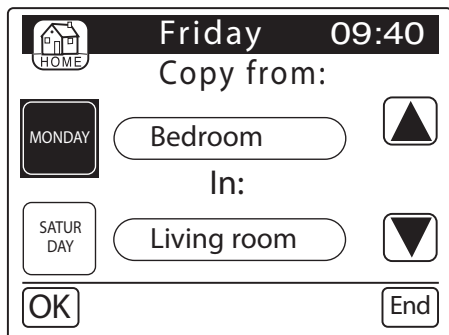 Friday 09:40
HOME
Copy from:
MONDAY
Bedroom
In:
SATUR
DAY
Living room
OK
End